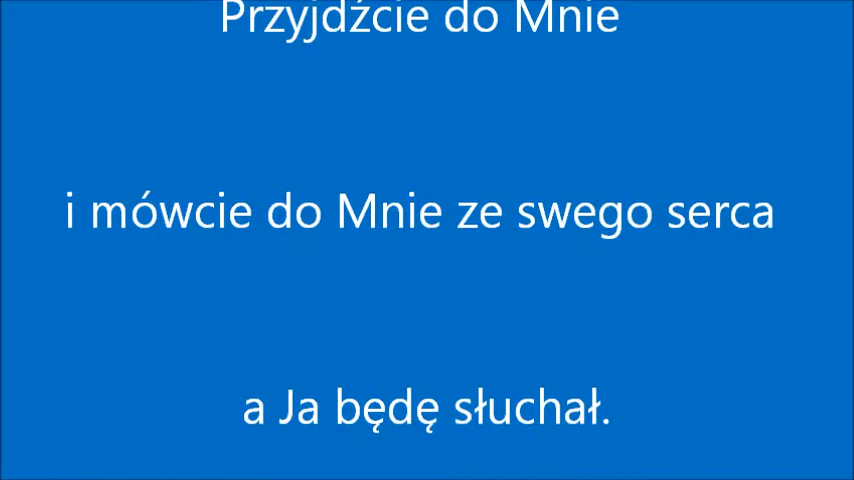 Przyjdźcie do Mnie
i mówcie do Mnie ze swego serca
a Ja będę słuchał.